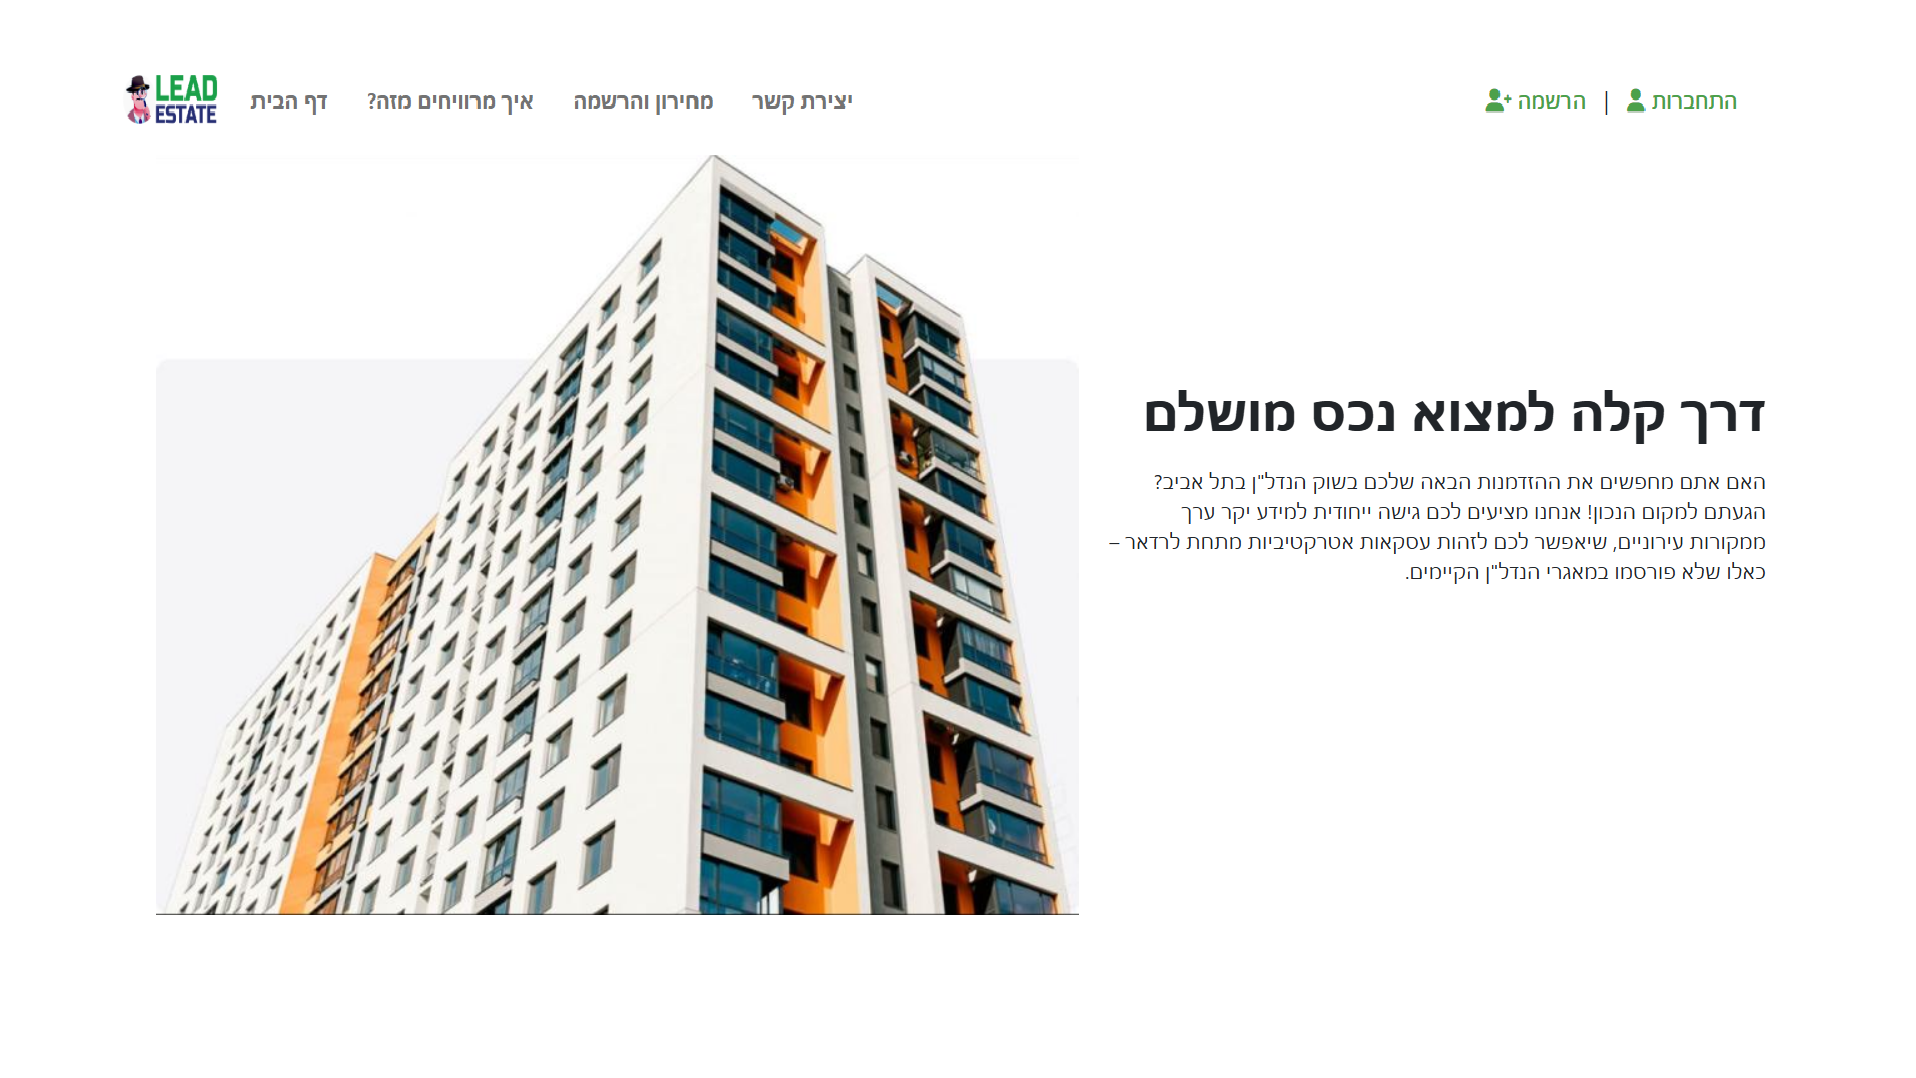 LEAD
ESTATE
דף הבית
איך מרוויחים מזה?
מחירון והרשמה
יצירת קשר
הרשמה
|
התחברות
דרך קלה למצוא נכס מושלם
האם אתם מחפשים את ההזדמנות הבאה שלכם בשוק הנדל"ן בתל אביב?
הגעתם למקום הנכון! אנחנו מציעים לכם גישה ייחודית למידע יקר ערך
ממקורות עירוניים, שיאפשר לכם לזהות עסקאות אטרקטיביות מתחת לרדאר –
כאלו שלא פורסמו במאגרי הנדל"ן הקיימים.